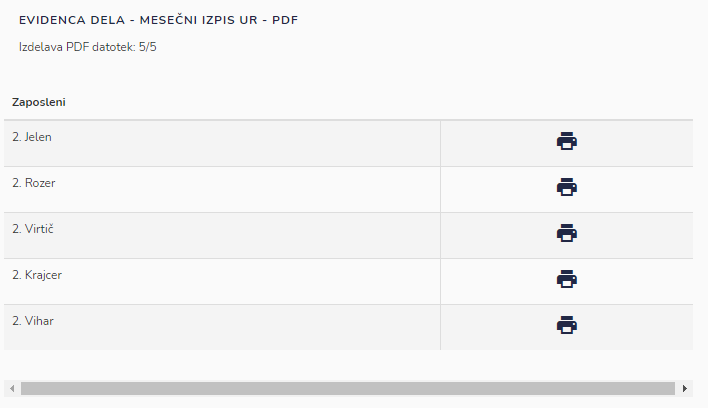 EVIDENCA DELA - MESEČNI IZPIS UR - PDF
Izdelava PDF datotek: 5/5
Zaposleni
2. Jelen
2. Rozer
2. Virtič
2. Krajcer
2. Vihar